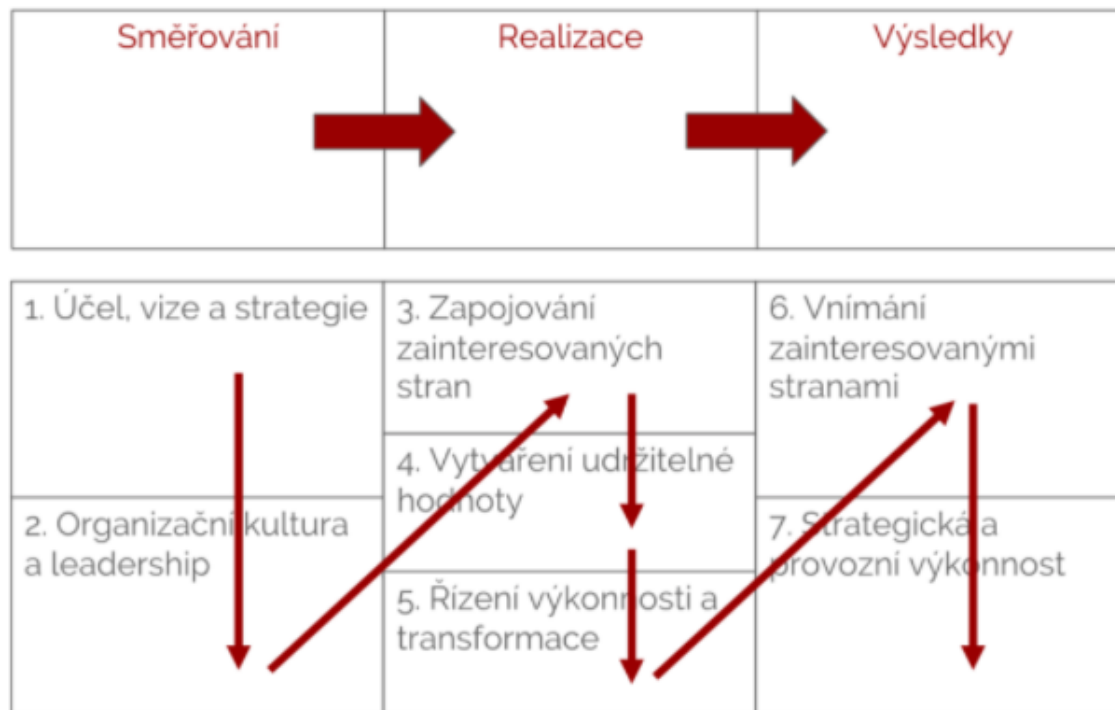 Směřování
Realizace
Výsledky
1. Účel, vize a strategie
2. Organizační kultura
a leadership
3. Zapojování
zainteresovaných
stran
4. Vytváření udržitelné
hodnoty
5. Řízení výkonnosti a
transformace
6. Vnímání
zainteresovanými
stranami
7. Strategická a
provozní výkonnost